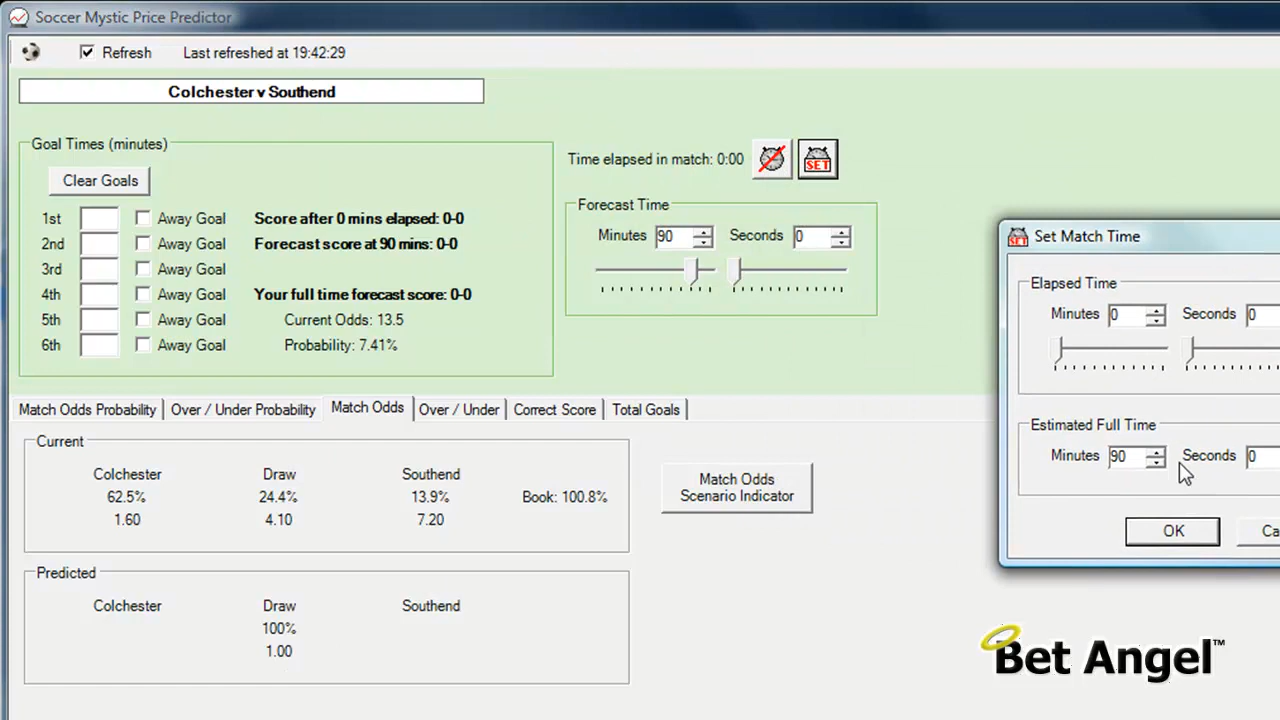 Soccer Mystic Price Predictor
Refresh Last refreshed at 19:42:29
Colchester v Southend
Goal Times (minutes)
Clear Goals
1st Away Goal Score after 0 mins elapsed: 0-0
2nd Away Goal Forecast score at 90 mins: 0-0
3rd Away Goal
4th Away Goal Your full time forecast score: 0-0
5th Away Goal Current Odds: 13.5
6th Away Goal Probability: 7.41%
Time elapsed in match: 0:00 SET
Forecast Time
Minutes 90 Seconds 0
SET Set Match Time
Elapsed Time
Minutes 0 Seconds 0
Estimated Full Time
Minutes 90 Seconds 0
OK Ca
Match Odds Probability Over / Under Probability Match Odds Over / Under Correct Score Total Goals
Current
Colchester Draw Southend
62.5% 24.4% 13.9% Book: 100.8%
1.60 4.10 7.20
Match Odds
Scenario Indicator
Predicted
Colchester Draw Southend
100%
1.00
Bet Angel™